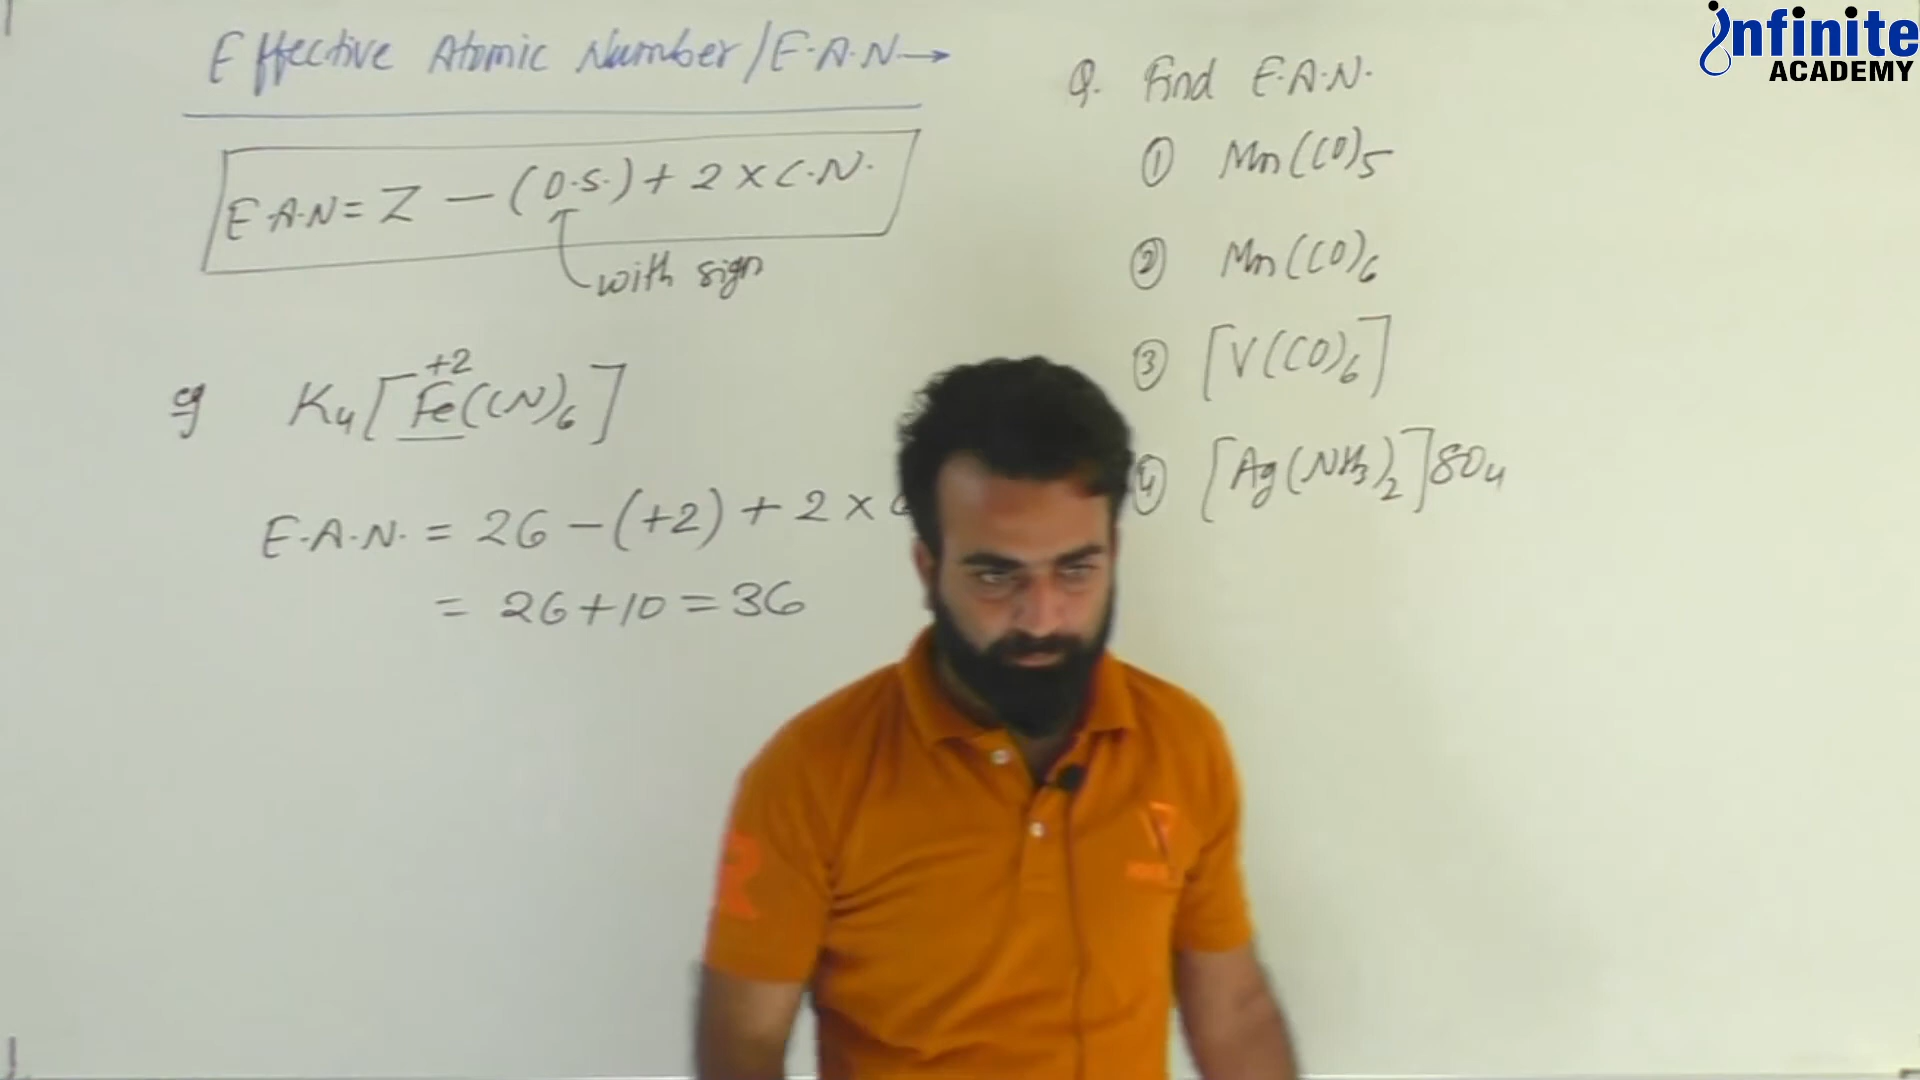 Effective Atomic Number/E.A.N→
E.A.N = Z - (O.S.) + 2 x C.N.
with sign
eg K₄[Fe(CN)₆]
+2
E.A.N. = 26 - (+2) + 2 x
= 26+10 = 36
Q. Find E.A.N.
① Mn(CO)₅
② Mn(CO)₆
③ [V(CO)₆]
④ [Ag(NH₃)₂]SO₄
infinite
ACADEMY